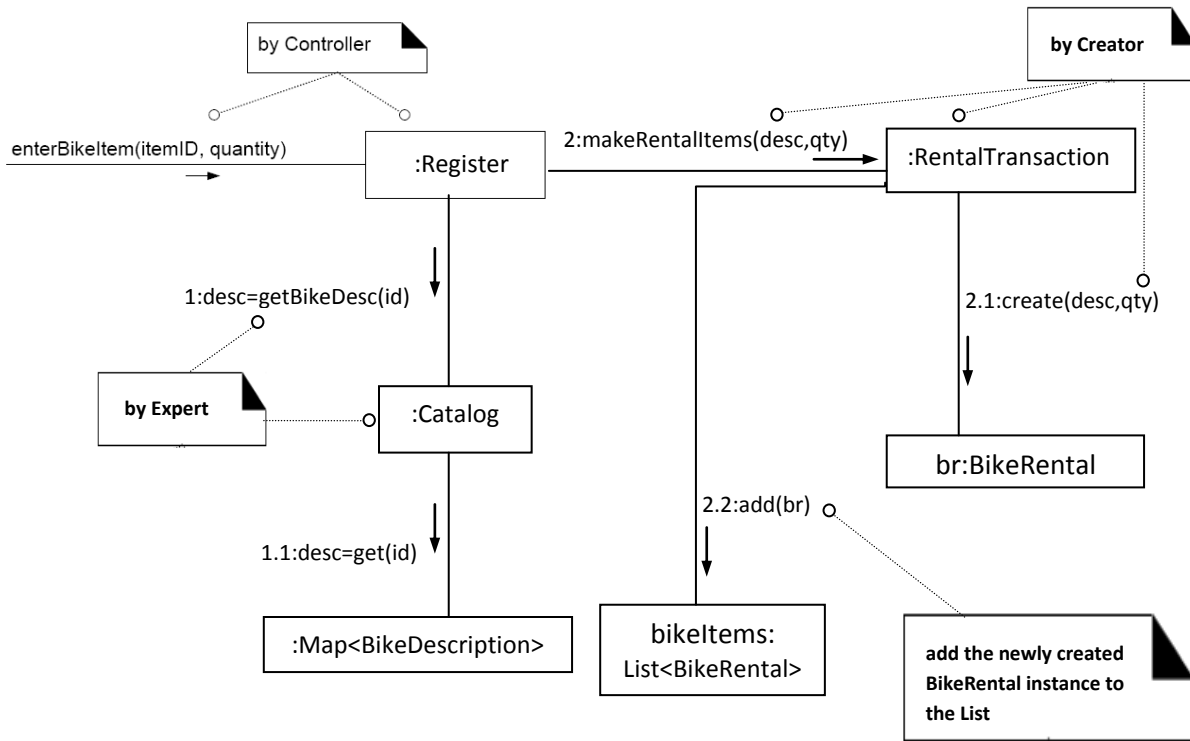 by Controller
by Creator
enterBikeItem(itemID, quantity)
:Register
2:makeRentalItems(desc,qty)
:RentalTransaction
1:desc=getBikeDesc(id)
2.1:create(desc,qty)
by Expert
:Catalog
br:BikeRental
2.2:add(br)
1.1:desc=get(id)
:Map<BikeDescription>
bikeItems:
List<BikeRental>
add the newly created
BikeRental instance to
the List